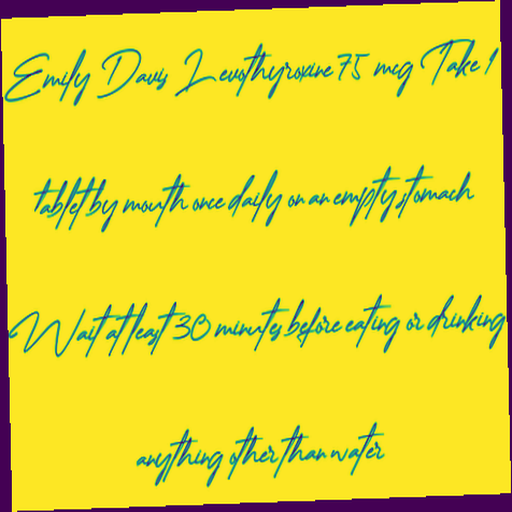 Emily Davis Levothyroxine 75 mcg Take 1
tablet by mouth once daily on an empty stomach
Wait at least 30 minutes before eating or drinking
anything other than water